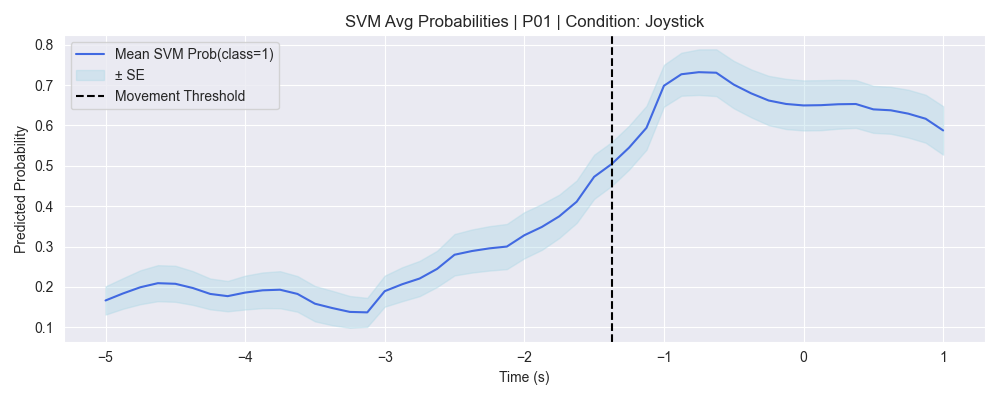 SVM Avg Probabilities | P01 | Condition: Joystick
Mean SVM Prob(class=1)
± SE
Movement Threshold
Predicted Probability
0.8
0.7
0.6
0.5
0.4
0.3
0.2
0.1
−5 −4 −3 −2 −1 0 1
Time (s)